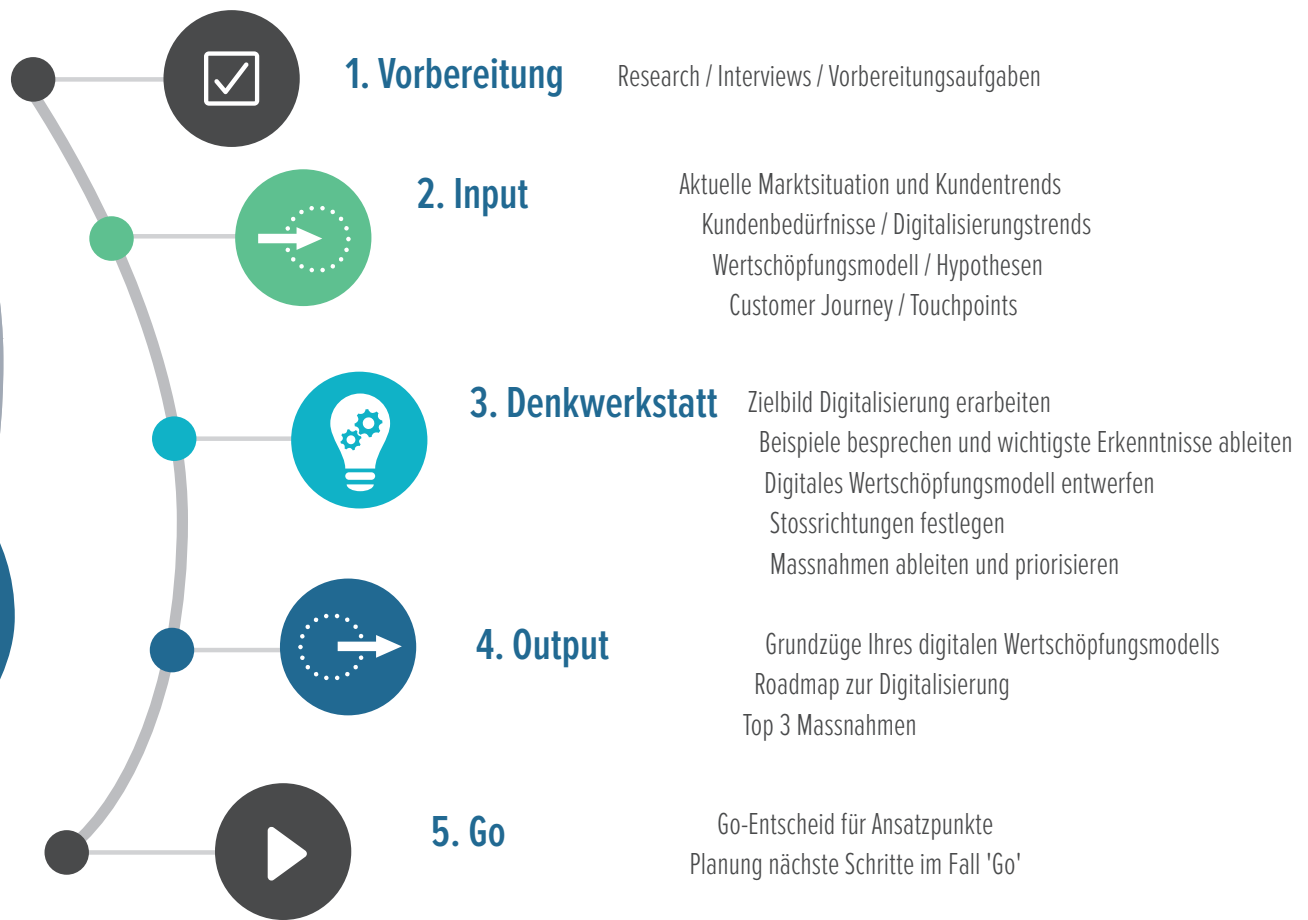 1. Vorbereitung Research / Interviews / Vorbereitungsaufgaben
2. Input Aktuelle Marktsituation und Kundentrends
Kundenbedürfnisse / Digitalisierungstrends
Wertschöpfungsmodell / Hypothesen
Customer Journey / Touchpoints
3. Denkwerkstatt Zielbild Digitalisierung erarbeiten
Beispiele besprechen und wichtigste Erkenntnisse ableiten
Digitales Wertschöpfungsmodell entwerfen
Stossrichtungen festlegen
Massnahmen ableiten und priorisieren
4. Output Grundzüge Ihres digitalen Wertschöpfungsmodells
Roadmap zur Digitalisierung
Top 3 Massnahmen
5. Go Go-Entscheid für Ansatzpunkte
Planung nächste Schritte im Fall 'Go'